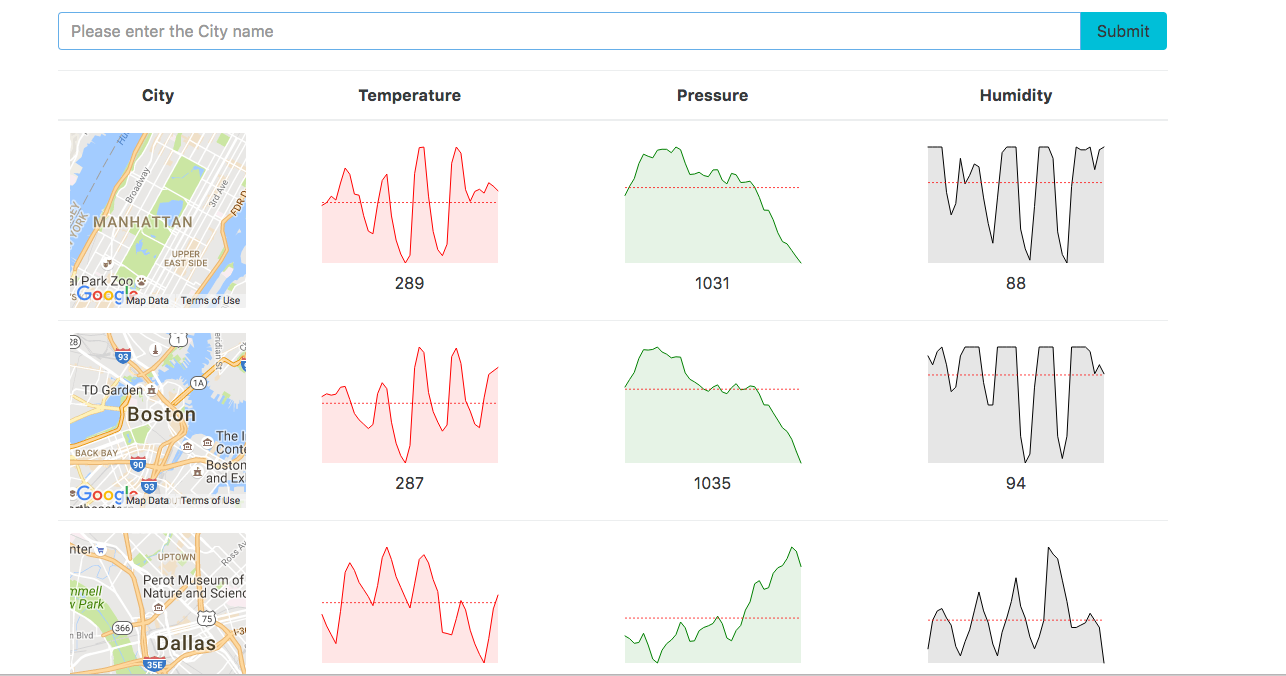 Please enter the City name
Submit
City
Temperature
Pressure
Humidity
Broadway
3rd Ave
FDR D
MANHATTAN
UPPER
EAST SIDE
al Park Zoo
Google
Map Data
Terms of Use
289
1031
88
28
93
1
1A
TD Garden
Boston
The I
Conte
BACK BAY
90
Boston
and Ex
93
Google
Map Data
Terms of Use
287
1035
94
nter
UPTOWN
Ross Av
Perot Museum of
Nature and Scienc
mmell
w Park
75
366
n Blvd
I-30
Dallas
35E